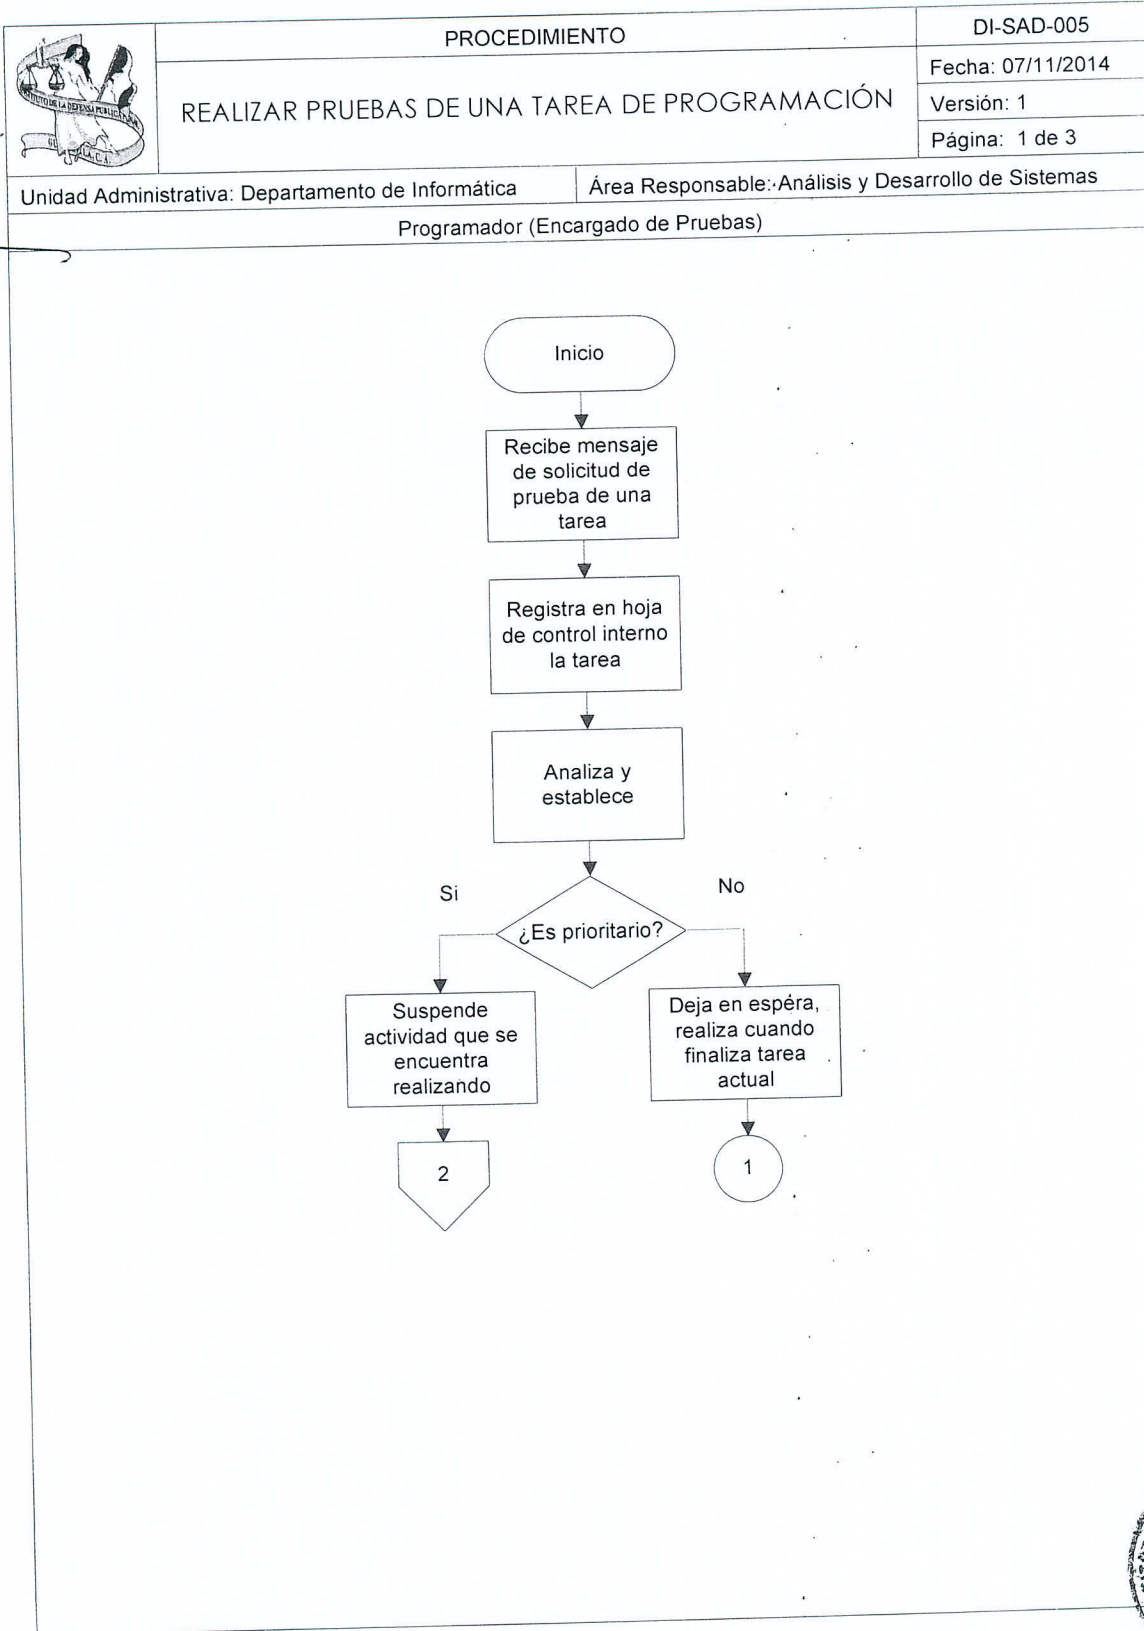 PROCEDIMIENTO
DI-SAD-005
REALIZAR PRUEBAS DE UNA TAREA DE PROGRAMACIÓN
Fecha: 07/11/2014
Versión: 1
Página: 1 de 3
Unidad Administrativa: Departamento de Informática
Área Responsable: Análisis y Desarrollo de Sistemas
Programador (Encargado de Pruebas)
Inicio
Recibe mensaje
de solicitud de
prueba de una
tarea
Registra en hoja
de control interno
la tarea
Analiza y
establece
Si
No
¿Es prioritario?
Suspende
actividad que se
encuentra
realizando
Deja en espera,
realiza cuando
finaliza tarea
actual
2
1